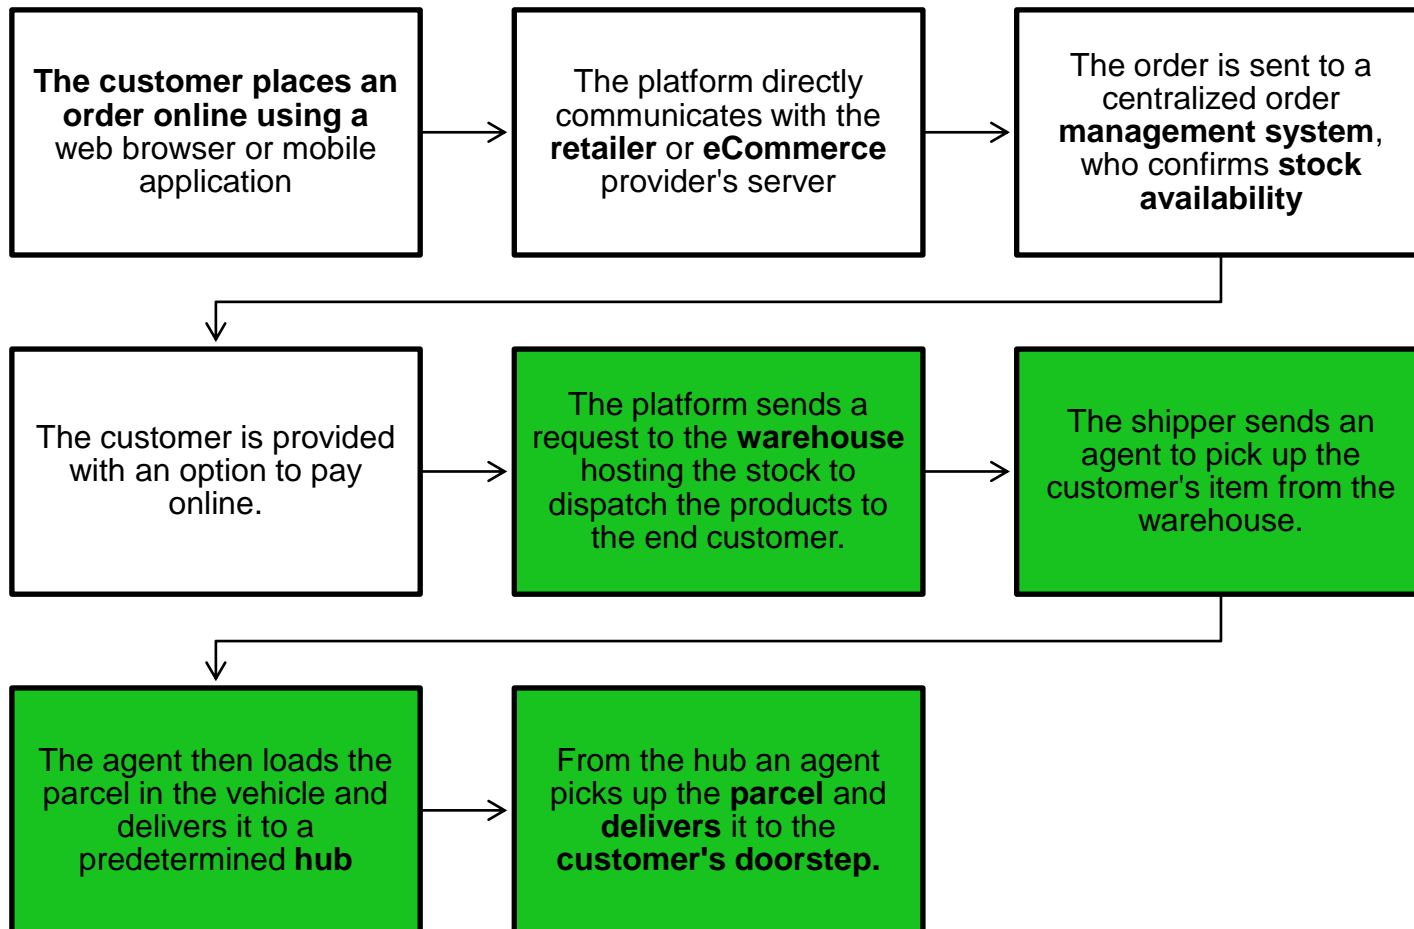 The customer places an
order online using a
web browser or mobile
application
The platform directly
communicates with the
retailer or eCommerce
provider's server
The order is sent to a
centralized order
management system,
who confirms stock
availability
The customer is provided
with an option to pay
online.
The platform sends a
request to the warehouse
hosting the stock to
dispatch the products to
the end customer.
The shipper sends an
agent to pick up the
customer's item from the
warehouse.
The agent then loads the
parcel in the vehicle and
delivers it to a
predetermined hub
From the hub an agent
picks up the parcel and
delivers it to the
customer's doorstep.